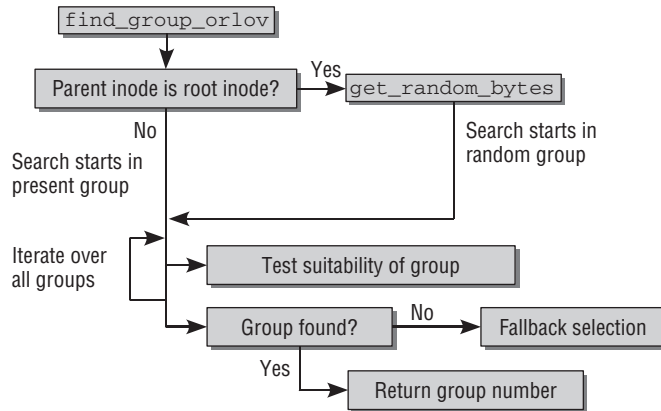 find_group_orlov
Parent inode is root inode?
Yes
get_random_bytes
No
Search starts in
present group
Search starts in
random group
Iterate over
all groups
Test suitability of group
Group found?
No
Fallback selection
Yes
Return group number